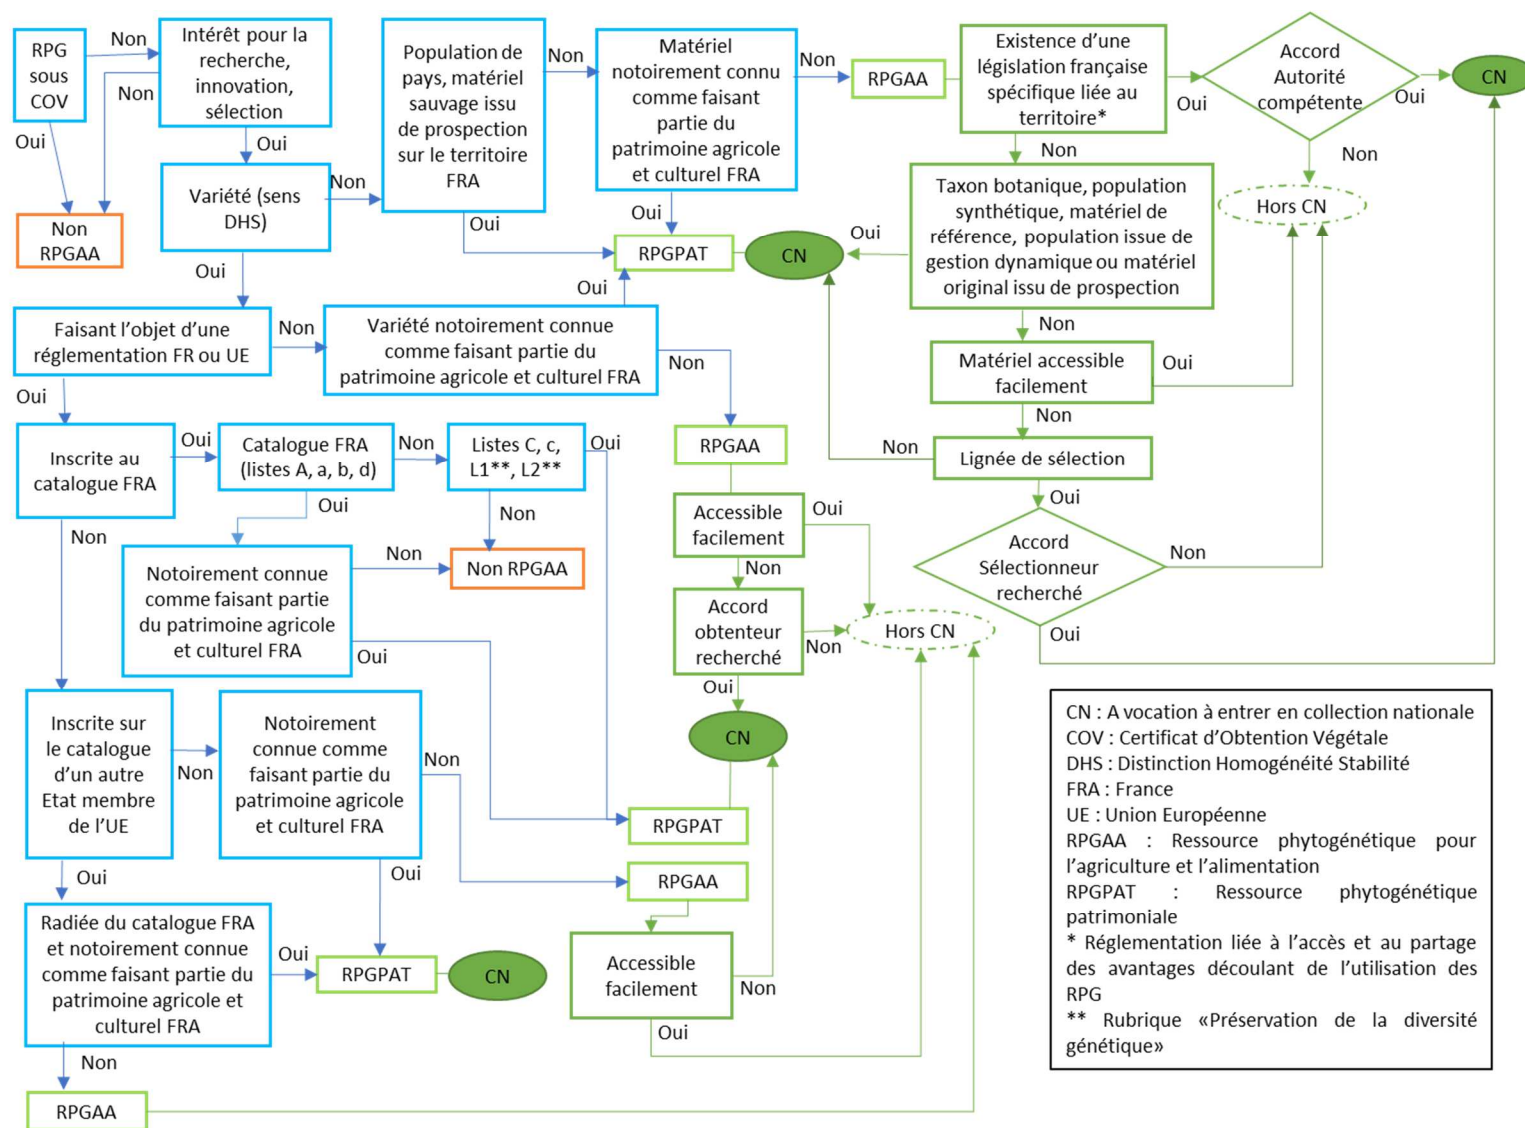 RPG
sous
COV
Non
Non
Oui
Intérêt pour la
recherche,
innovation,
sélection
Oui
Non
RPGAA
Variété (sens
DHS)
Non
Oui
Population de
pays, matériel
sauvage issu
de prospection
sur le territoire
FRA
Non
Oui
Matériel
notoirement connu
comme faisant
partie du
patrimoine agricole
et culturel FRA
Non
Oui
RPGAA
Existence d’une
législation française
spécifique liée au
territoire*
Oui
Non
Accord
Autorité
compétente
Oui
CN
Non
Hors CN
Taxon botanique, population
synthétique, matériel de
référence, population issue de
gestion dynamique ou matériel
original issu de prospection
Oui
Non
RPGPAT
CN
Oui
Faisant l’objet d’une
réglementation FR ou UE
Non
Oui
Variété notoirement connue
comme faisant partie du
patrimoine agricole et culturel FRA
Non
Matériel accessible
facilement
Oui
Non
Lignée de sélection
Non
Oui
Accord
Sélectionneur
recherché
Non
Oui
Inscrite au
catalogue FRA
Oui
Non
Catalogue FRA
(listes A, a, b, d)
Non
Oui
Listes C, c,
L1**, L2**
Oui
Non
RPGAA
Accessible
facilement
Oui
Non
Notoirement connue
comme faisant partie
du patrimoine agricole
et culturel FRA
Non
Oui
Non RPGAA
Accord
obtenteur
recherché
Non
Oui
Hors CN
CN
Inscrite sur
le catalogue
d’un autre
Etat membre
de l’UE
Non
Oui
Notoirement
connue comme
faisant partie du
patrimoine agricole
et culturel FRA
Non
Oui
RPGPAT
RPGAA
Radiée du catalogue FRA
et notoirement connue
comme faisant partie du
patrimoine agricole et
culturel FRA
Oui
Non
RPGPAT
CN
Accessible
facilement
Non
Oui
RPGAA
CN : A vocation à entrer en collection nationale
COV : Certificat d’Obtention Végétale
DHS : Distinction Homogénéité Stabilité
FRA : France
UE : Union Européenne
RPGAA : Ressource phytogénétique pour
l’agriculture et l’alimentation
RPGPAT : Ressource phytogénétique
patrimoniale
* Réglementation liée à l’accès et au partage
des avantages découlant de l’utilisation des
RPG
** Rubrique «Préservation de la diversité
génétique»